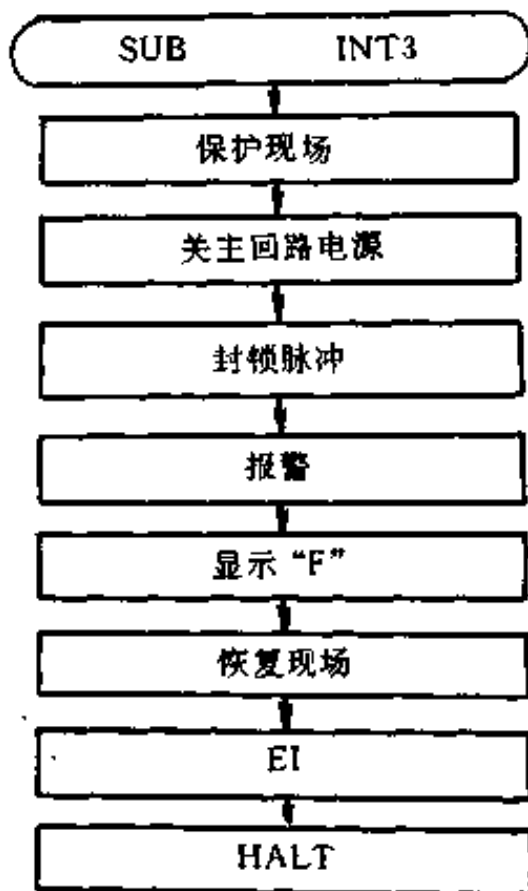 SUB INT3
保护现场
关主回路电源
封锁脉冲
报警
显示“F”
恢复现场
EI
HALT